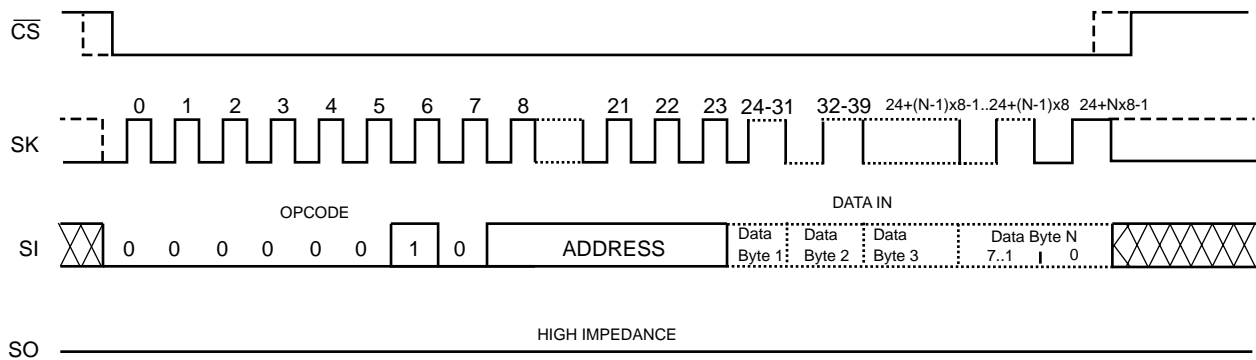 CS
0 1 2 3 4 5 6 7 8 21 22 23 24-31 32-39 24+(N-1)x8-1..24+(N-1)x8 24+Nx8-1
SK
OPCODE DATA IN
SI 0 0 0 0 0 0 1 0 ADDRESS
Data Byte 1
Data Byte 2
Data Byte 3
Data Byte N
7..1 0
HIGH IMPEDANCE
SO